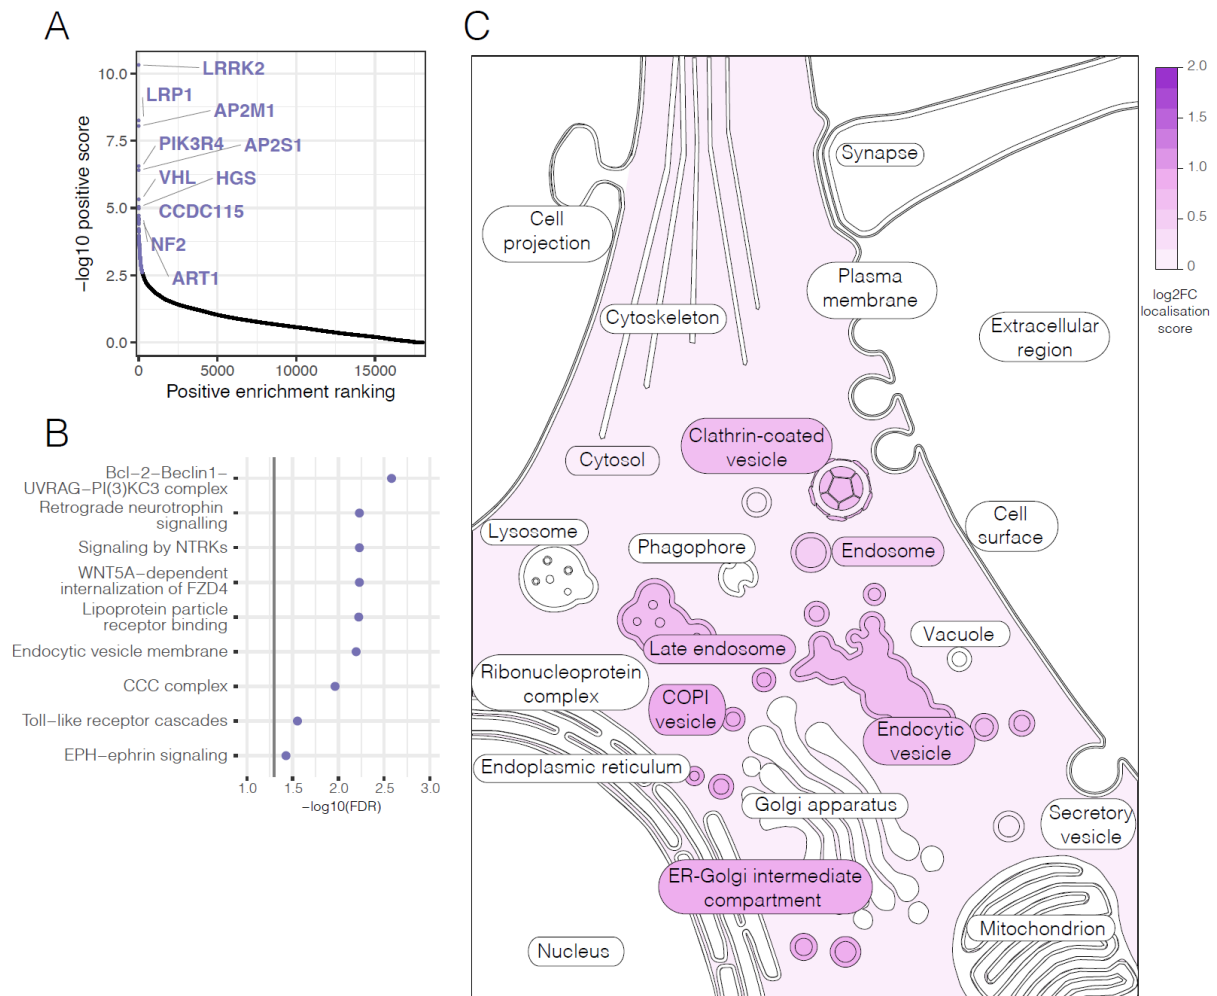 A
−log10 positive score
10.0
7.5
5.0
2.5
0.0
LRRK2
LRP1
AP2M1
PIK3R4
AP2S1
VHL
HGS
CCDC115
NF2
ART1
0
5000
10000
15000
Positive enrichment ranking
B
Bcl−2−Beclin1−
UVRAG−PI(3)KC3 complex
Retrograde neurotrophin
signalling
Signaling by NTRKs
WNT5A−dependent
internalization of FZD4
Lipoprotein particle
receptor binding
Endocytic vesicle membrane
CCC complex
Toll−like receptor cascades
EPH−ephrin signaling
1.0
1.5
2.0
2.5
3.0
−log10(FDR)
C
Synapse
Cell
projection
Plasma
membrane
Cytoskeleton
Extracellular
region
Clathrin-coated
vesicle
Cytosol
Cell
surface
Lysosome
Phagophore
Endosome
Vacuole
Late endosome
Ribonucleoprotein
complex
COPI
vesicle
Endocytic
vesicle
Endoplasmic reticulum
Golgi apparatus
Secretory
vesicle
ER-Golgi intermediate
compartment
Mitochondrion
Nucleus
2.0
1.5
1.0
0.5
0
log2FC
localisation
score